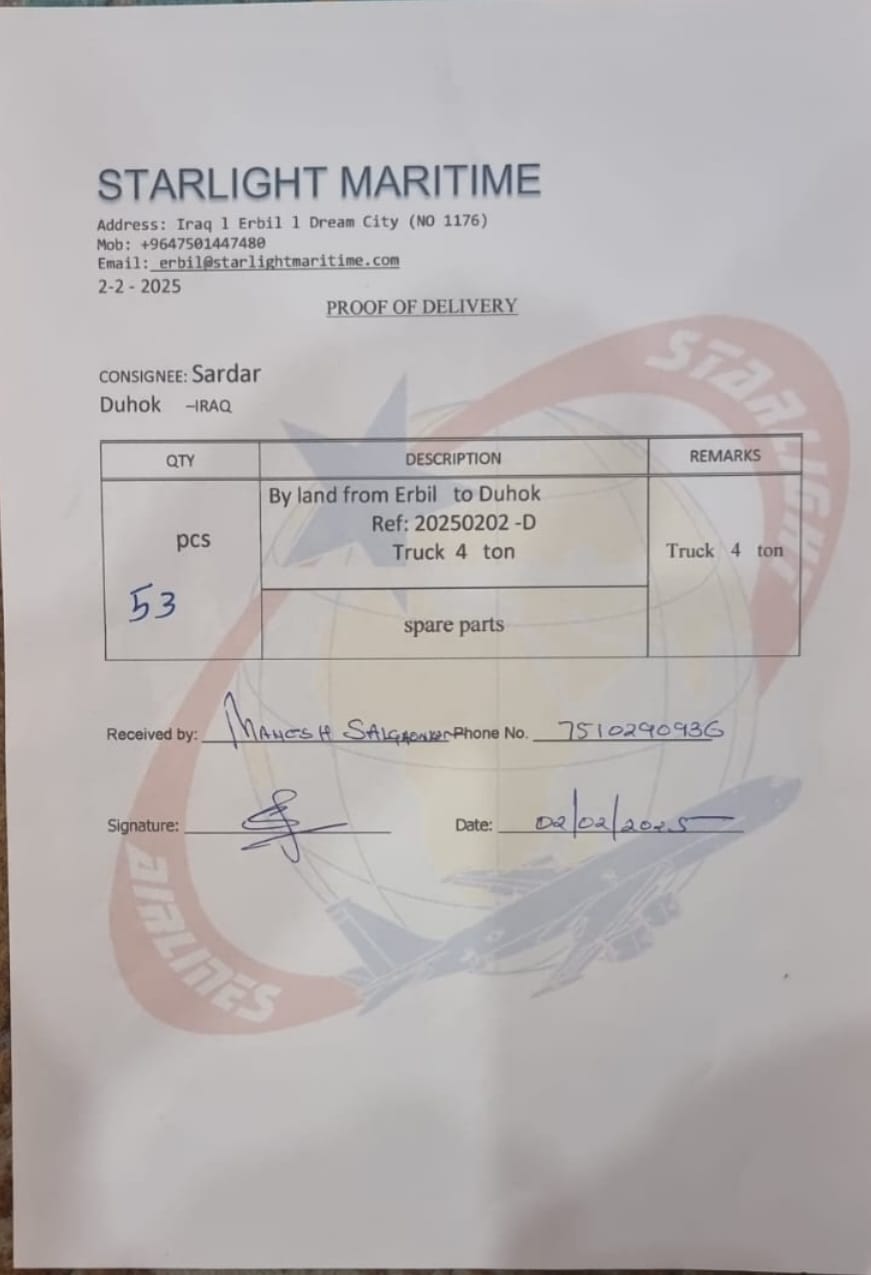 STARLIGHT MARITIME
Address: Iraq l Erbil l Dream City (NO 1176)
Mob: +9647501447480
Email: erbil@starlightmaritime.com
2-2 - 2025
PROOF OF DELIVERY
CONSIGNEE: Sardar
Duhok –IRAQ
QTY DESCRIPTION REMARKS
By land from Erbil to Duhok
Ref: 20250202 -D
pcs Truck 4 ton Truck 4 ton
53
spare parts
Received by: MAHESH SALGAONKAR Phone No. 7510290936
Signature: Date: 02/02/2025
STARLIGHT
AIRLINES